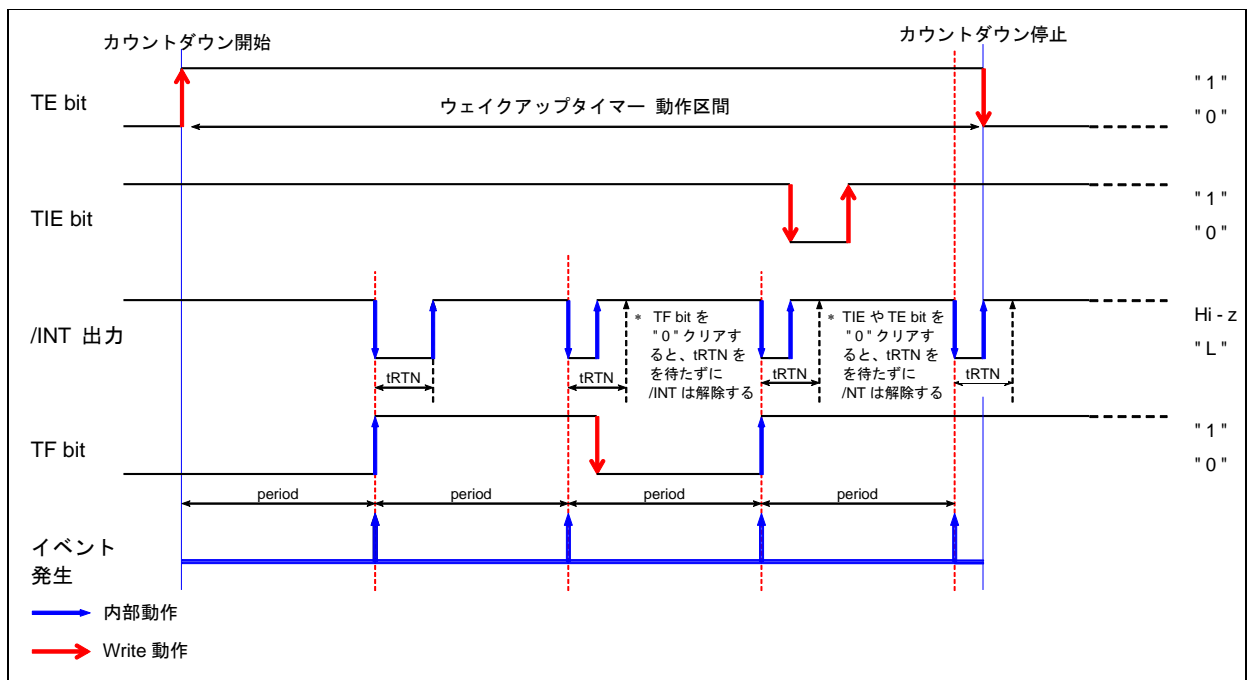 カウントダウン開始
カウントダウン停止
TE bit
ウェイクアップタイマー 動作区間
" 1 "
" 0 "
TIE bit
" 1 "
" 0 "
/INT 出力
* TF bit を
" 0 " クリアす
ると、tRTN を
を待たずに
/INT は解除する
* TIE や TE bit を
" 0 " クリアす
ると、tRTN を
を待たずに
/NT は解除する
Hi - z
" L "
tRTN
tRTN
tRTN
tRTN
TF bit
" 1 "
" 0 "
period
period
period
period
イベント
発生
内部動作
Write 動作